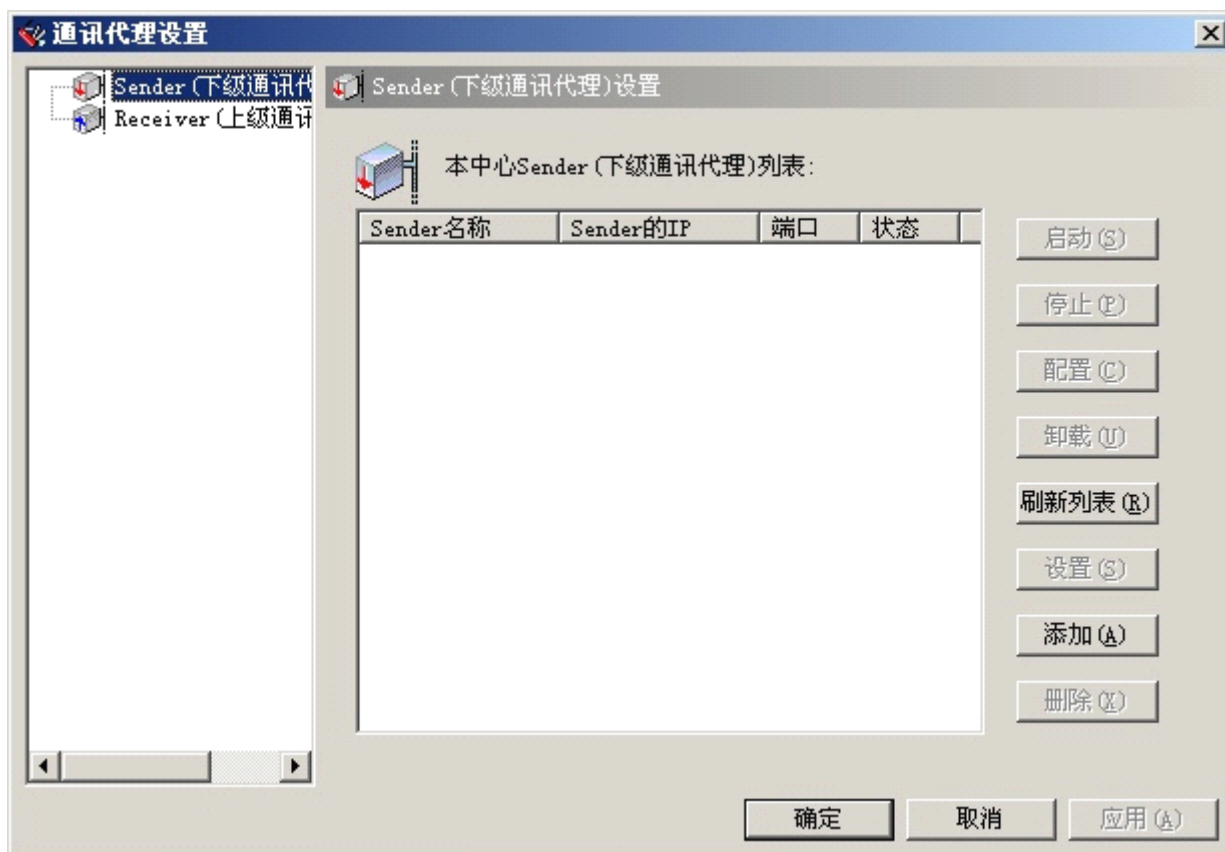 通讯代理设置
Sender(下级通讯代
Receiver(上级通讯
Sender(下级通讯代理)设置
本中心Sender(下级通讯代理)列表:
Sender名称 Sender的IP 端口 状态
启动(S)
停止(P)
配置(C)
卸载(U)
刷新列表(R)
设置(S)
添加(A)
删除(X)
确定 取消 应用(A)